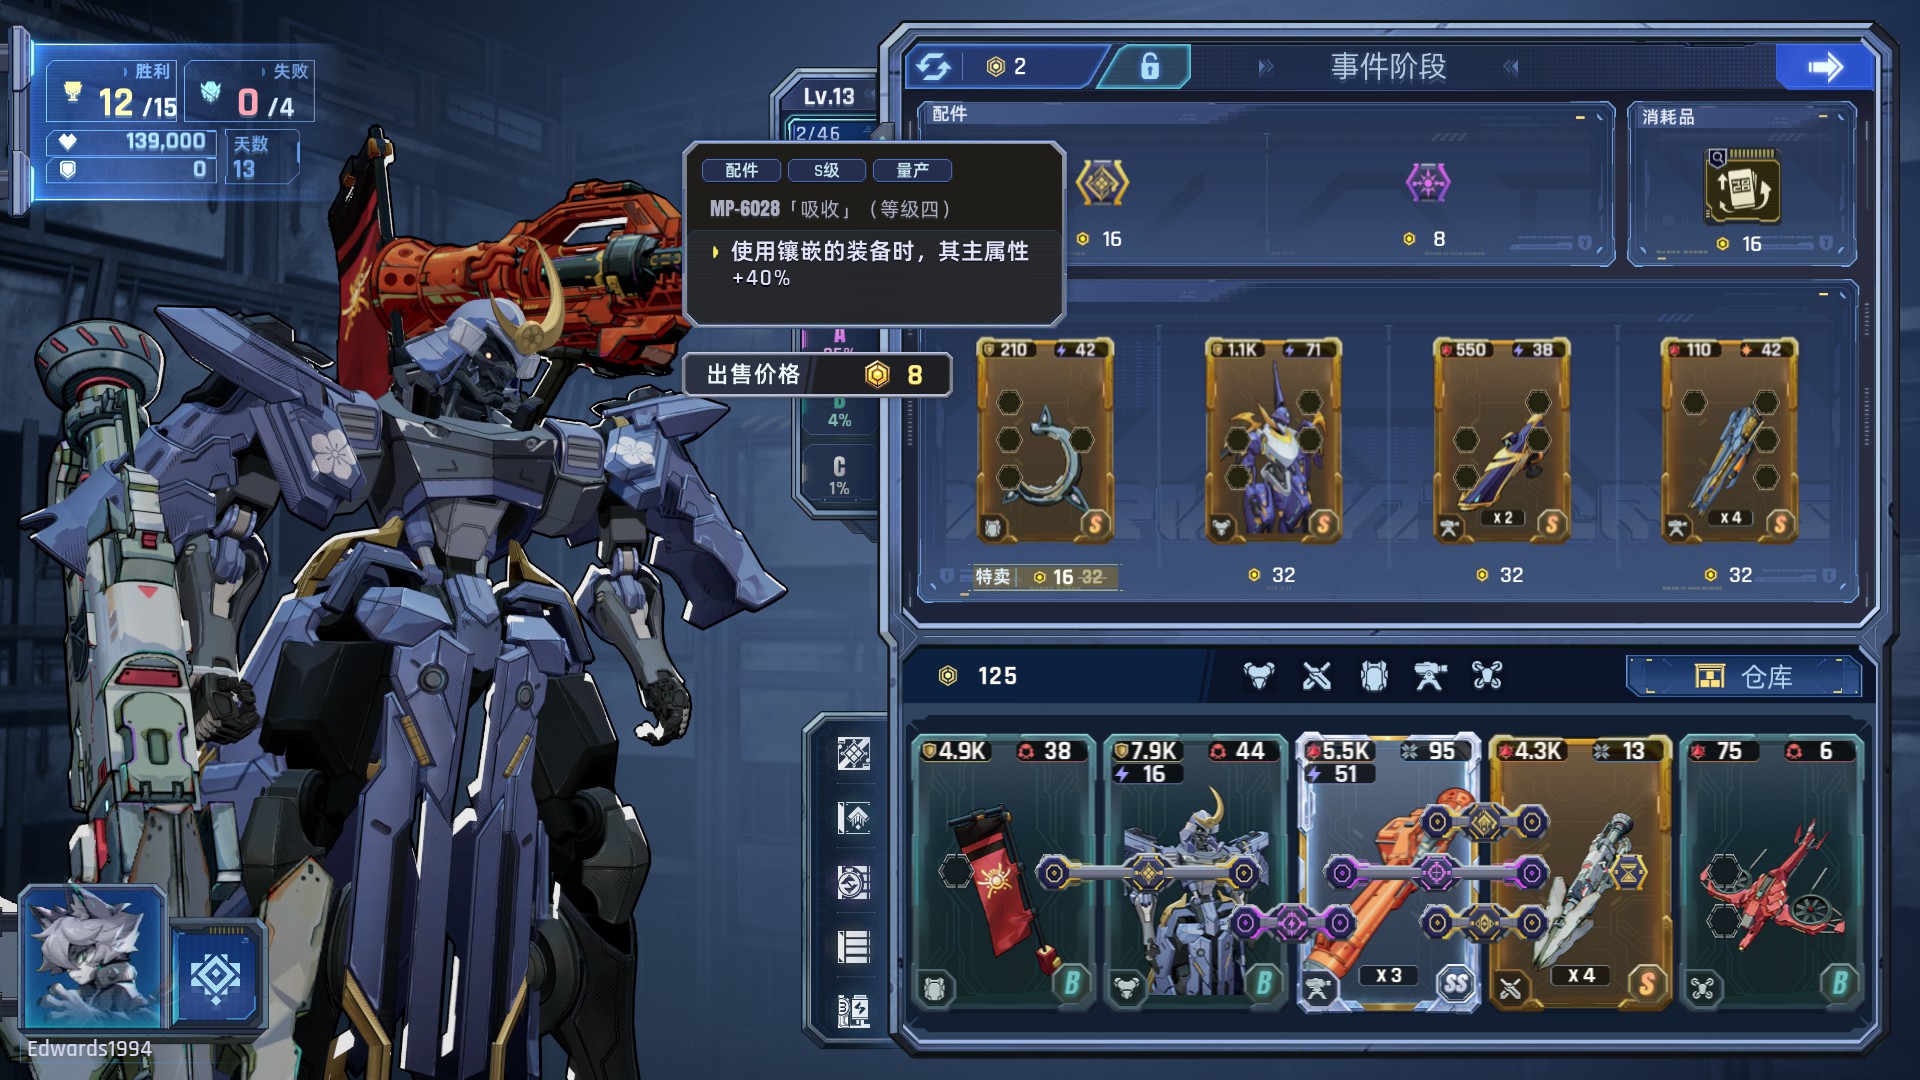 胜利
12 /15
失败
0 /4
139,000
0
天数
13
Lv.13
2/46
配件
S级
量产
MP-6028「吸收」（等级四）
使用镶嵌的装备时，其主属性
+40%
出售价格
8
A
4%
C
1%
2
事件阶段
配件
16
8
消耗品
16
210
42
S
特卖
16 32
1.1K
71
S
32
550
38
x 2
S
32
110
42
x 4
S
32
125
仓库
4.9K
38
B
7.9K
44
16
B
5.5K
95
51
x 3
SS
4.3K
13
x 4
S
75
6
B
Edwards1994